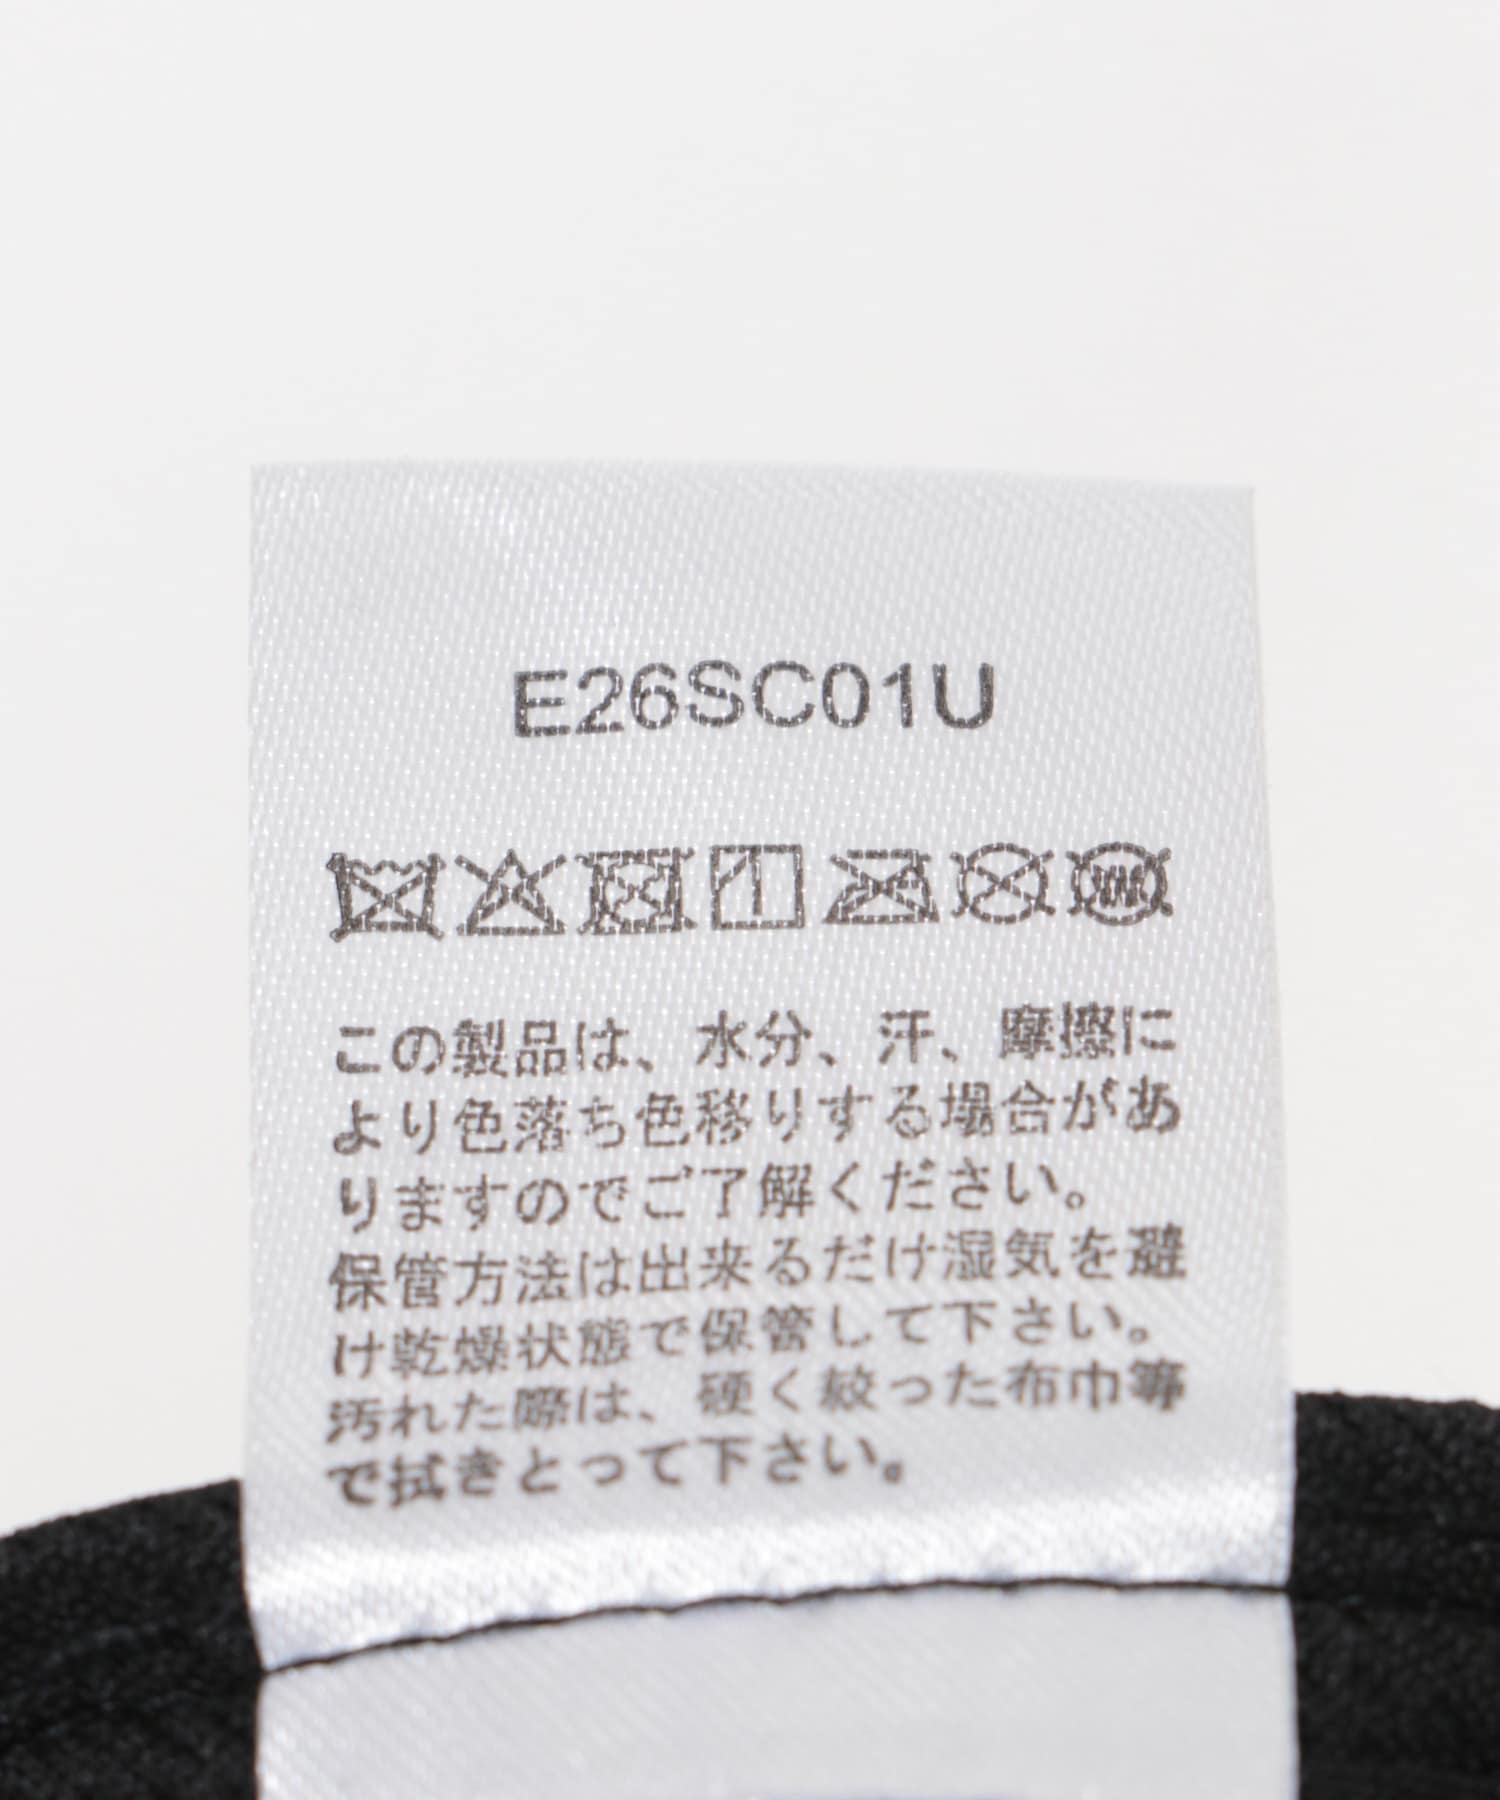 E26SC01U
この製品は、水分、汗、摩擦に
より色落ち色移りする場合があ
りますのでご了解ください。
保管方法は出来るだけ湿気を避
け乾燥状態で保管して下さい。
汚れた際は、硬く絞った布巾等
で拭きとって下さい。